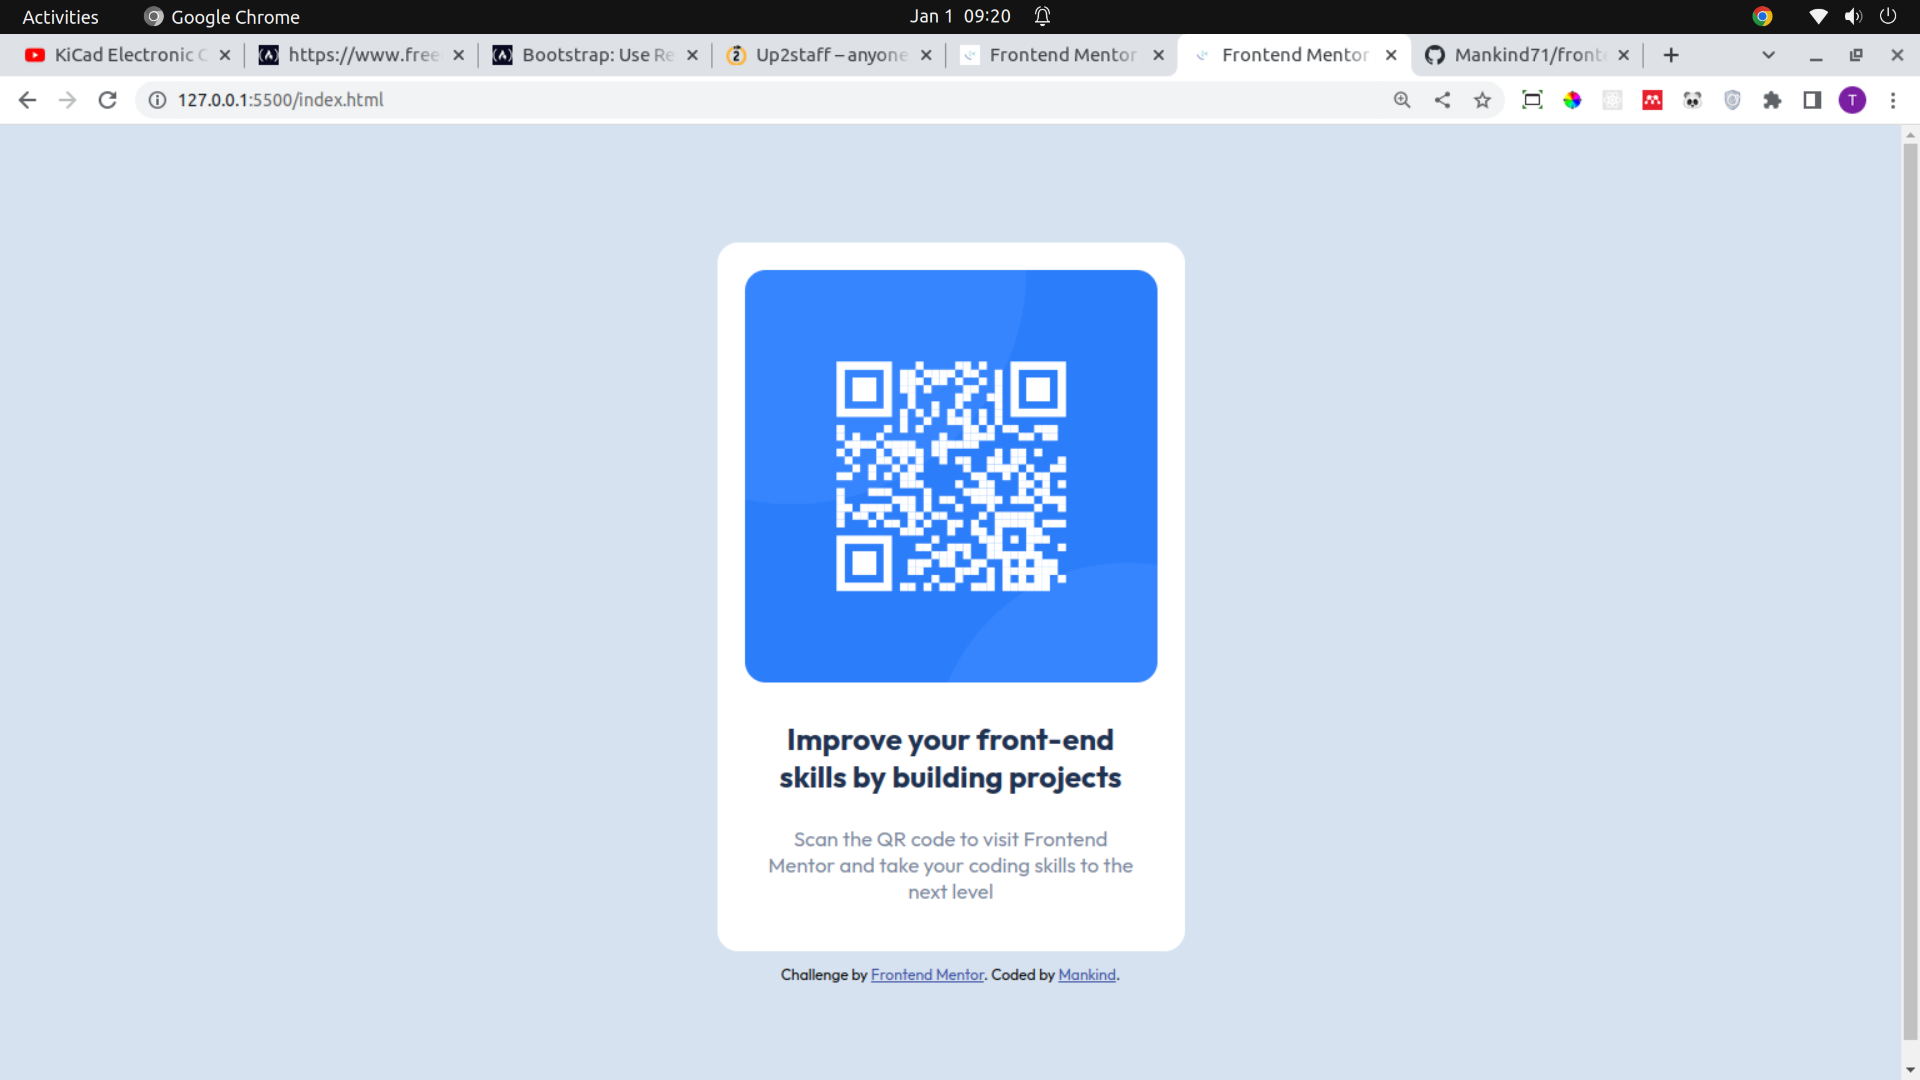 Activities Google Chrome Jan 1 09:20
KiCad Electronic https://www.free Bootstrap: Use Re Up2staff – anyone Frontend Mentor Frontend Mentor Mankind71/front
127.0.0.1:5500/index.html T
Improve your front-end
skills by building projects
Scan the QR code to visit Frontend
Mentor and take your coding skills to the
next level
Challenge by Frontend Mentor. Coded by Mankind.